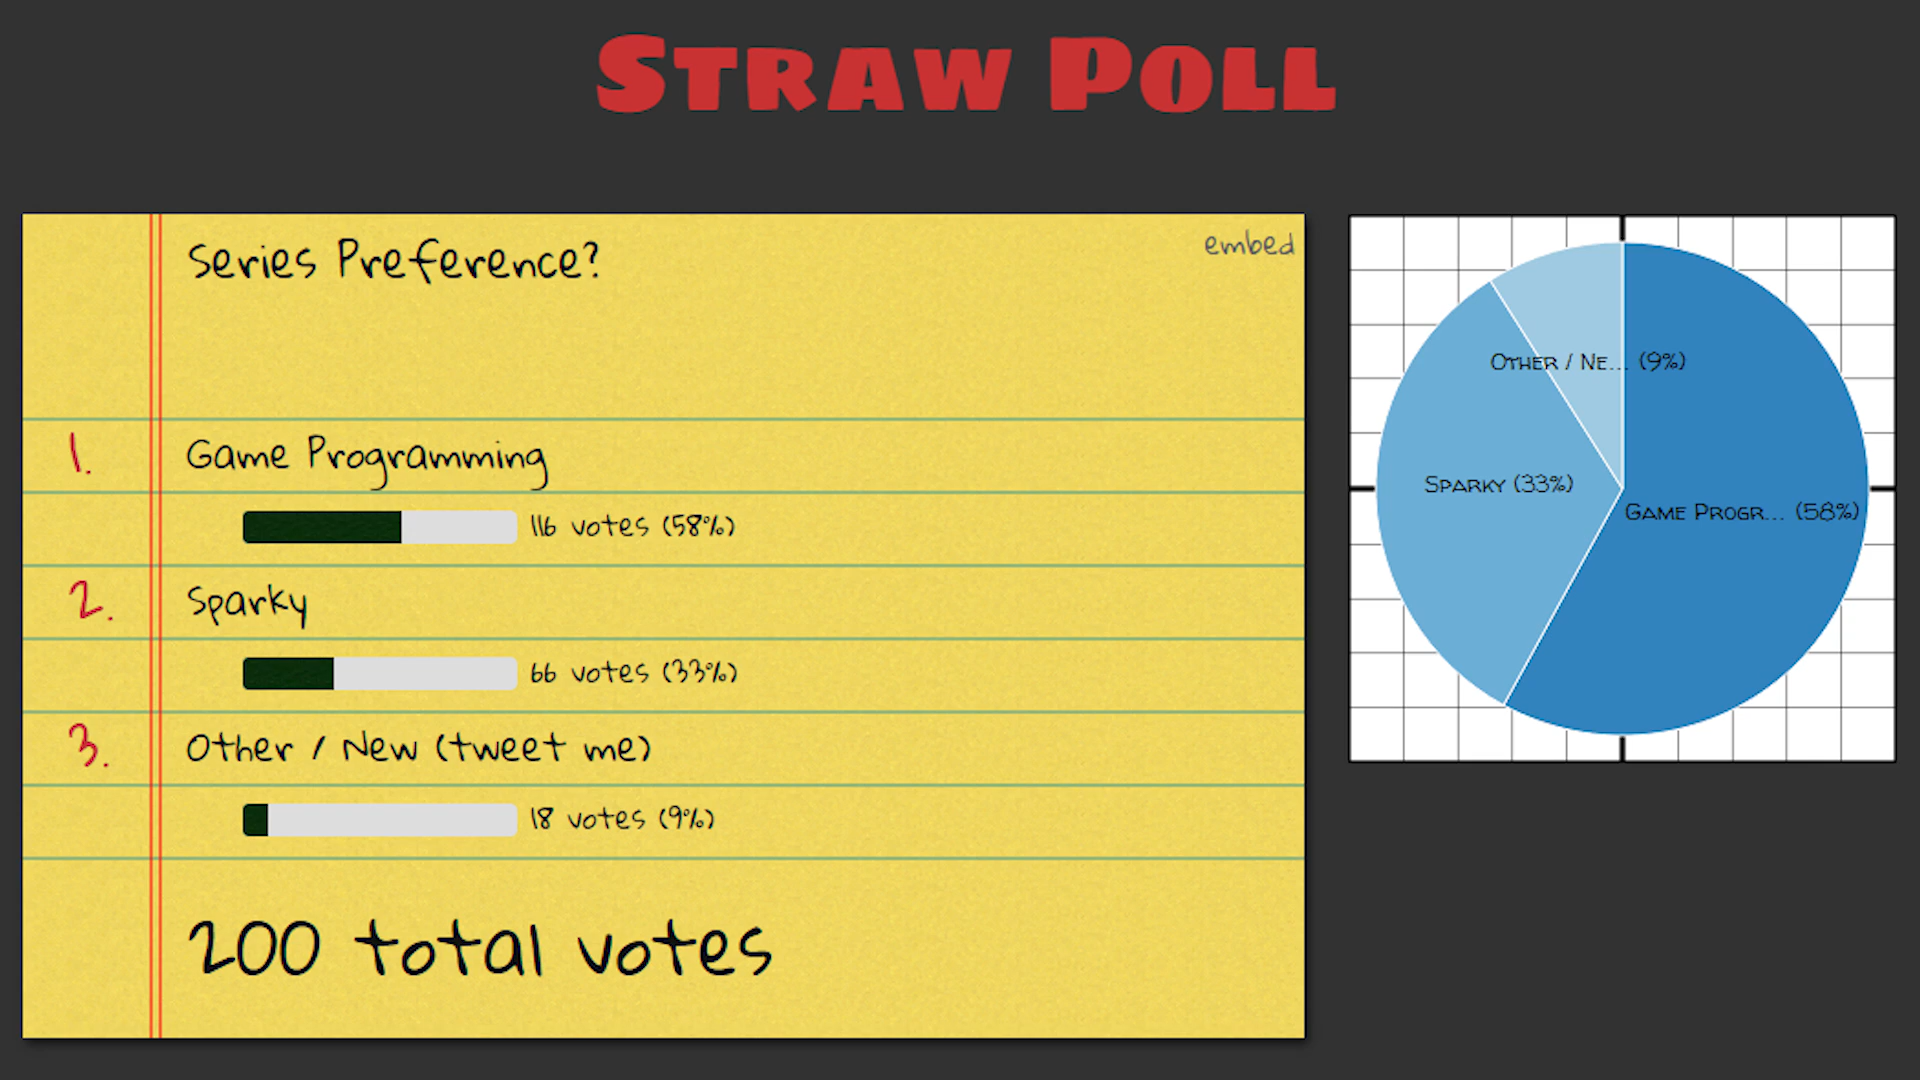 STRAW POLL
Series Preference?
embed
1. Game Programming
116 votes (58%)
2. Sparky
66 votes (33%)
3. Other / New (tweet me)
18 votes (9%)
200 total votes
OTHER / NE... (9%)
SPARKY (33%)
GAME PROGR... (58%)